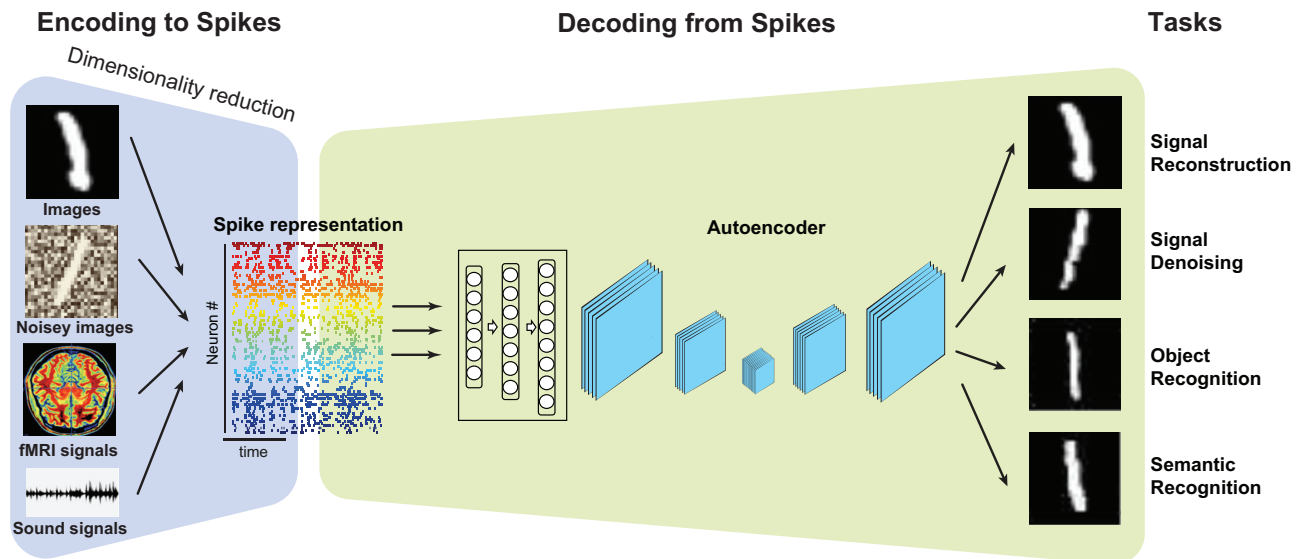 Encoding to Spikes
Decoding from Spikes
Tasks
Dimensionality reduction
Images
Noisey images
fMRI signals
Sound signals
Spike representation
Neuron #
time
Autoencoder
Signal
Reconstruction
Signal
Denoising
Object
Recognition
Semantic
Recognition